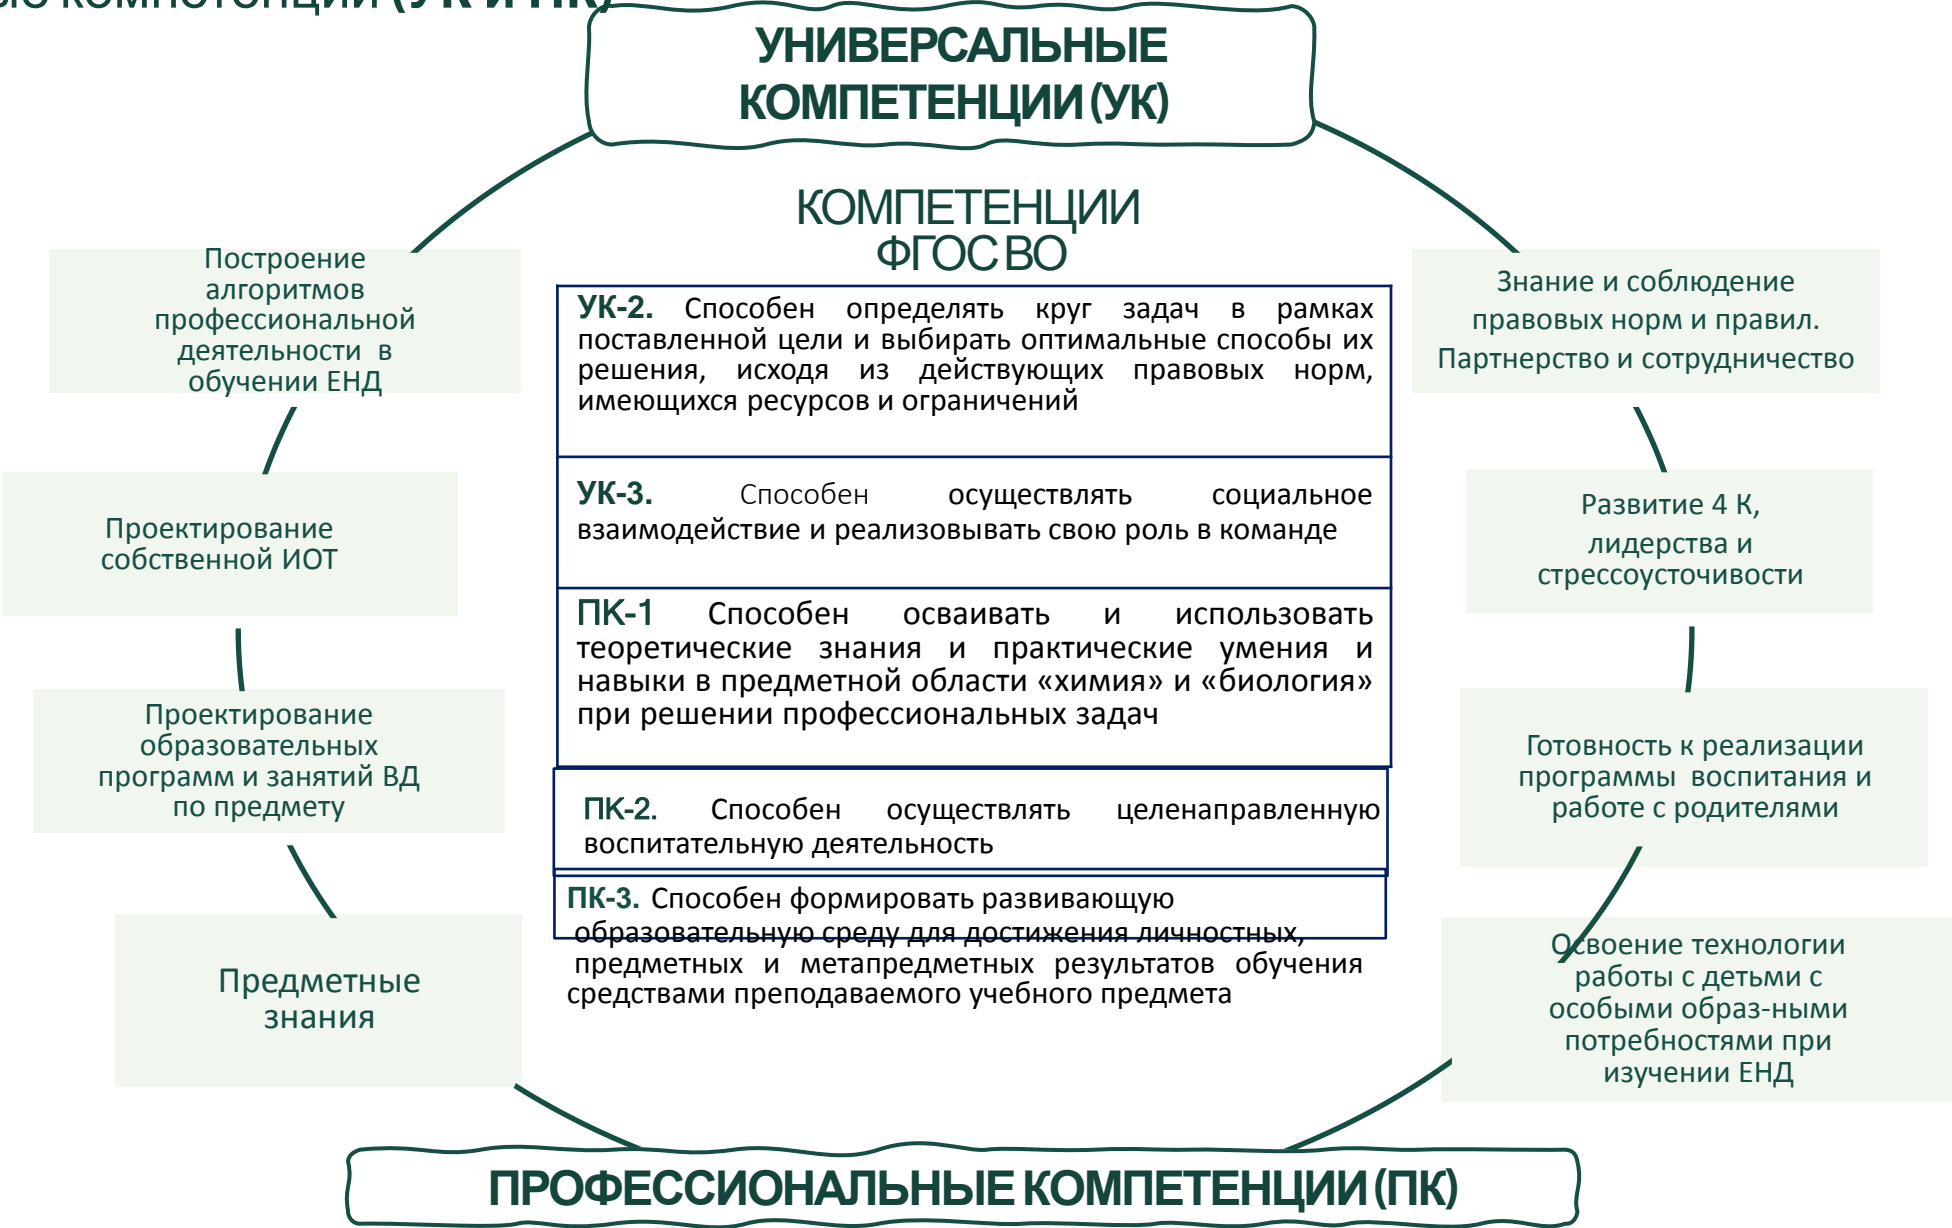 компетенции (УК и ПК)
УНИВЕРСАЛЬНЫЕ
КОМПЕТЕНЦИИ (УК)
КОМПЕТЕНЦИИ
ФГОС ВО
Построение
алгоритмов
профессиональной
деятельности в
обучении ЕНД
Проектирование
собственной ИОТ
Проектирование
образовательных
программ и занятий ВД
по предмету
Предметные
знания
УК-2. Способен определять круг задач в рамках
поставленной цели и выбирать оптимальные способы их
решения, исходя из действующих правовых норм,
имеющихся ресурсов и ограничений
УК-3. Способен осуществлять социальное
взаимодействие и реализовывать свою роль в команде
ПК-1 Способен осваивать и использовать
теоретические знания и практические умения и
навыки в предметной области «химия» и «биология»
при решении профессиональных задач
ПК-2. Способен осуществлять целенаправленную
воспитательную деятельность
ПК-3. Способен формировать развивающую
образовательную среду для достижения личностных,
предметных и метапредметных результатов обучения
средствами преподаваемого учебного предмета
Знание и соблюдение
правовых норм и правил.
Партнерство и сотрудничество
Развитие 4 К,
лидерства и
стрессоусточивости
Готовность к реализации
программы воспитания и
работе с родителями
Освоение технологии
работы с детьми с
особыми образ-ными
потребностями при
изучении ЕНД
ПРОФЕССИОНАЛЬНЫЕ КОМПЕТЕНЦИИ (ПК)